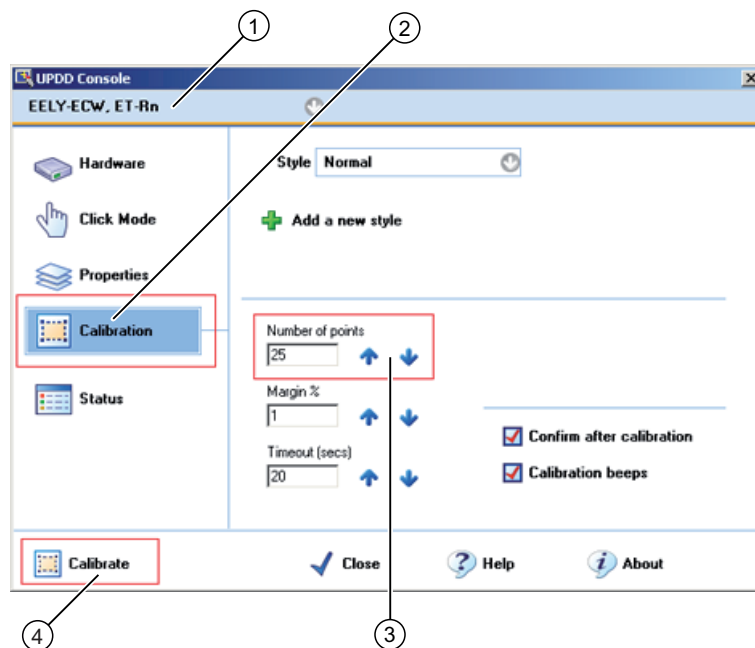 1
2
UPDD Console
EELY-ECW, ET-Rn
Hardware
Click Mode
Properties
Calibration
Status
Style Normal
Add a new style
Number of points
25
Margin %
1
Timeout (secs)
20
Confirm after calibration
Calibration beeps
Calibrate
Close
Help
About
4
3